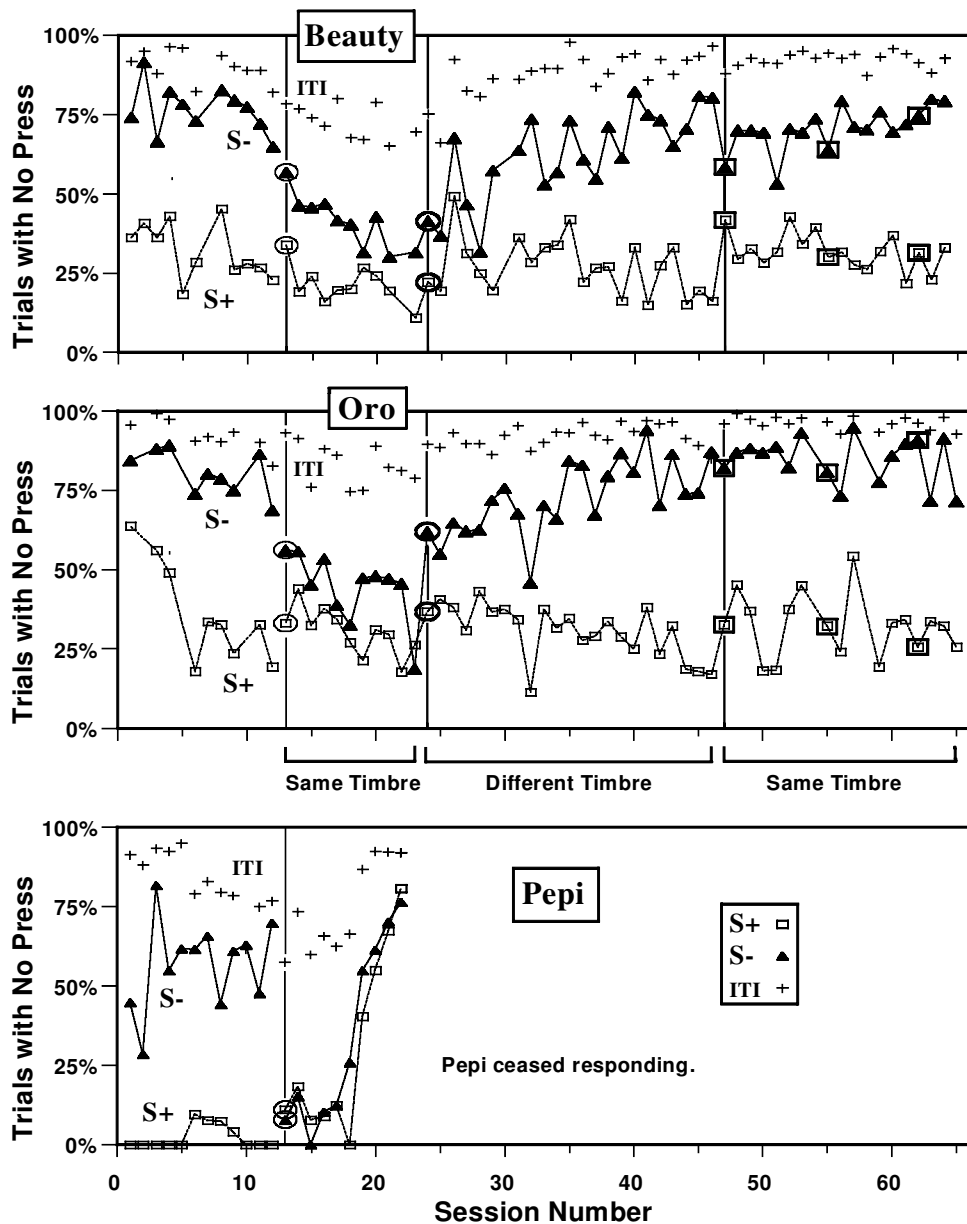 Beauty
100%
75%
50%
25%
0%
Trials with No Press
ITI
S-
S+
Oro
100%
75%
50%
25%
0%
Trials with No Press
ITI
S-
S+
Same Timbre
Different Timbre
Same Timbre
100%
75%
50%
25%
0%
Trials with No Press
ITI
S-
S+
Pepi
S+
S-
ITI
Pepi ceased responding.
0 10 20 30 40 50 60
Session Number